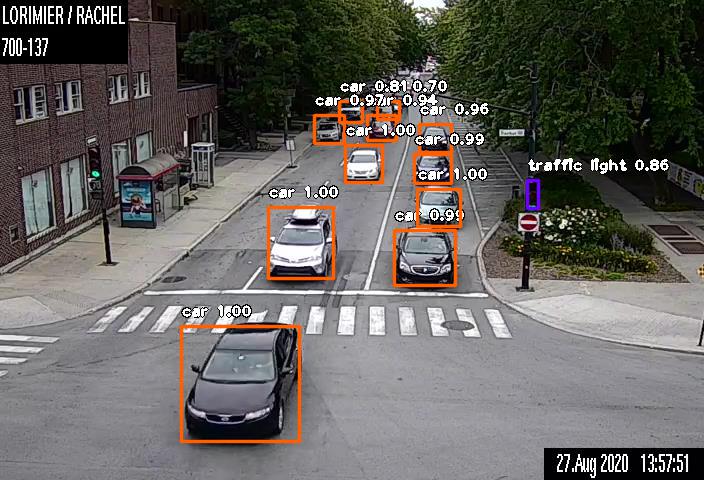 LORIMIER / RACHEL
700-137
car 0.81
0.70
car 0.97
0.94
car 0.96
car 1.00
car 0.99
car 1.00
traffic light 0.86
car 1.00
car 0.99
car 1.00
27.Aug 2020 13:57:51